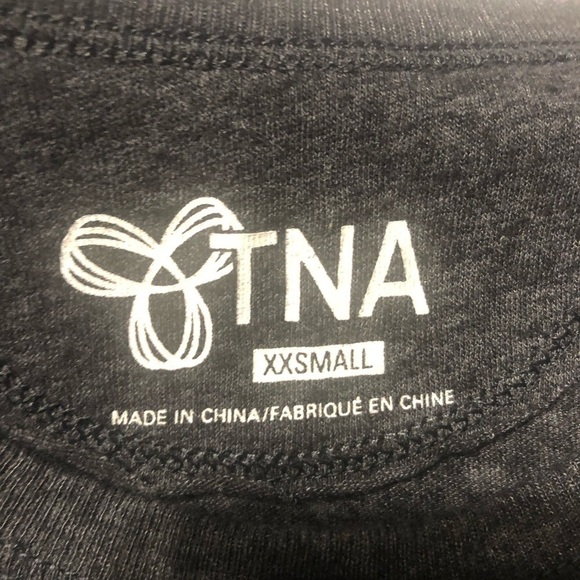 TNA
XXSMALL
MADE IN CHINA/FABRIQUÉ EN CHINE